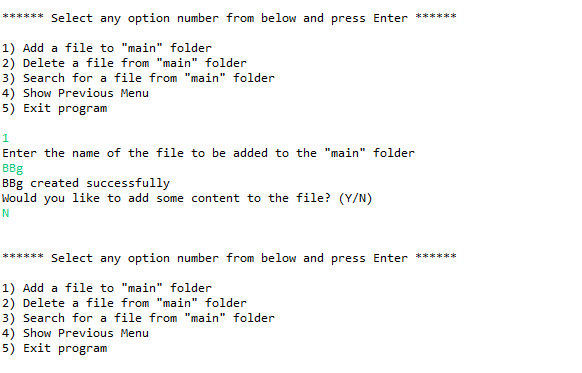 ****** Select any option number from below and press Enter ******
1) Add a file to "main" folder
2) Delete a file from "main" folder
3) Search for a file from "main" folder
4) Show Previous Menu
5) Exit program
1
Enter the name of the file to be added to the "main" folder
BBg
BBg created successfully
Would you like to add some content to the file? (Y/N)
N
****** Select any option number from below and press Enter ******
1) Add a file to "main" folder
2) Delete a file from "main" folder
3) Search for a file from "main" folder
4) Show Previous Menu
5) Exit program